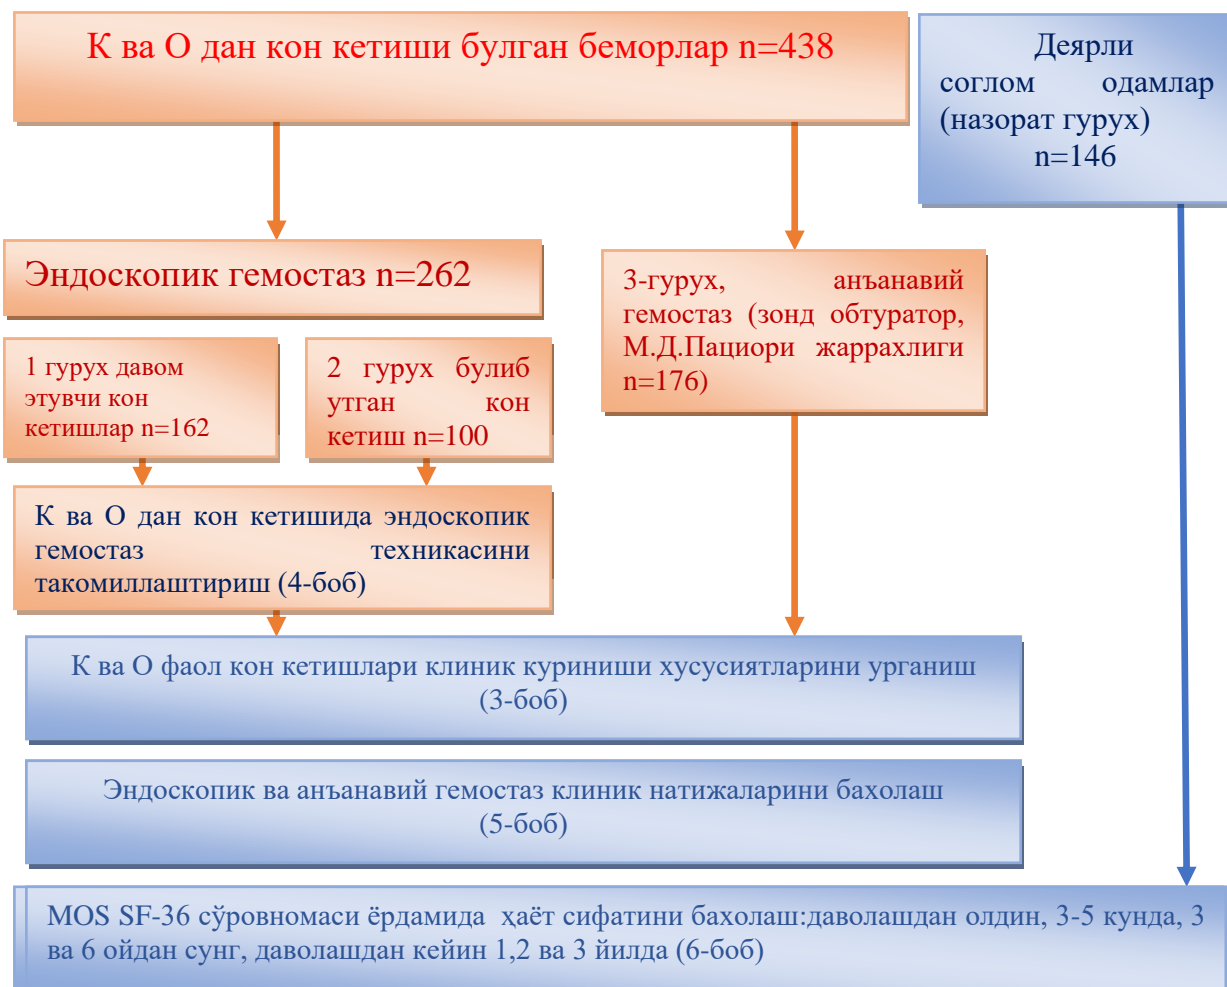 К ва О дан кон кетиши булган беморлар n=438
Деярли
соглом одамлар
(назорат гурух)
n=146
Эндоскопик гемостаз n=262
3-гурух, анъанавий
гемостаз (зонд обтуратор,
М.Д.Пациори жаррахлиги
n=176)
1 гурух давом
этувчи кон
кетишлар n=162
2 гурух булиб
утган кон
кетиш n=100
К ва О дан кон кетишида эндоскопик
гемостаз техникасини
такомиллаштириш (4-боб)
К ва О фаол кон кетишлари клиник куриниши хусусиятларини урганиш
(3-боб)
Эндоскопик ва анъанавий гемостаз клиник натижаларини бахолаш
(5-боб)
MOS SF-36 сўровномаси ёрдамида ҳаёт сифатини бахолаш:даволашдан олдин, 3-5 кунда, 3
ва 6 ойдан сунг, даволашдан кейин 1,2 ва 3 йилда (6-боб)